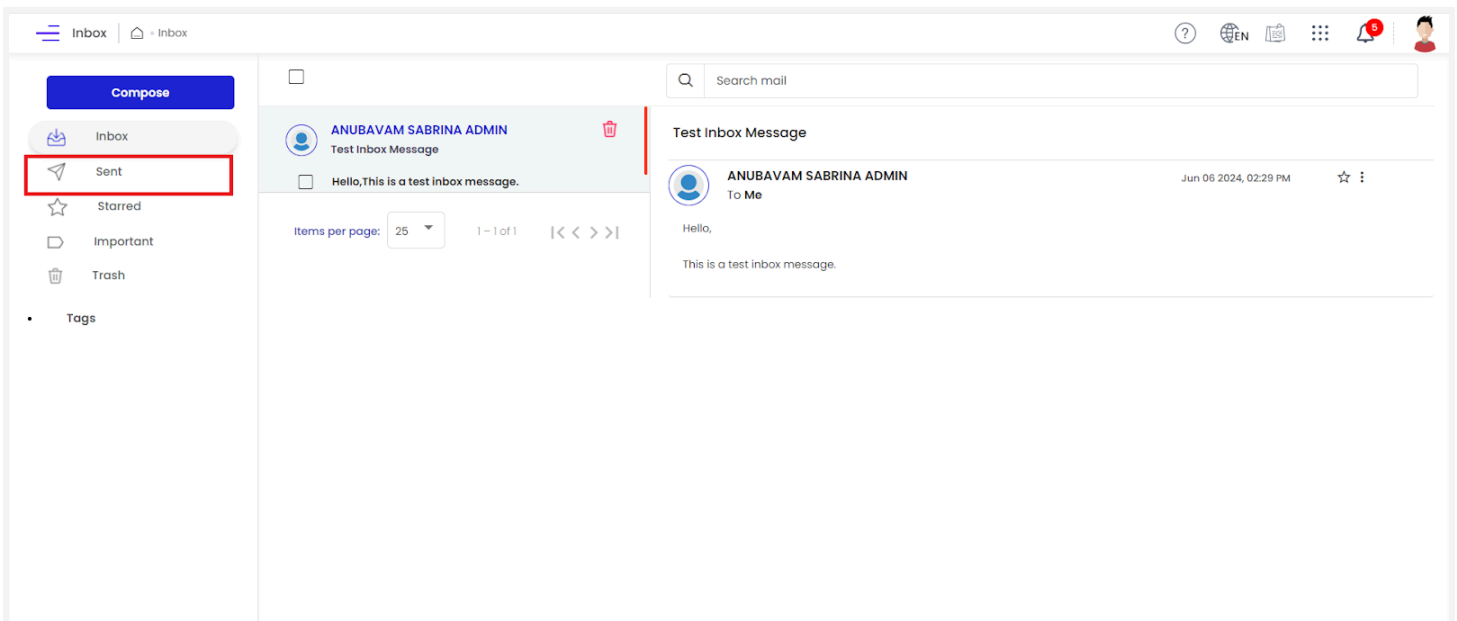 Inbox
- Inbox
?
EN
5
Compose
Inbox
Sent
Starred
Important
Trash
• Tags
ANUBAVAM SABRINA ADMIN
Test Inbox Message
Hello,This is a test inbox message.
Items per page: 25
1 – 1 of 1
Search mail
Test Inbox Message
ANUBAVAM SABRINA ADMIN
Jun 06 2024, 02:29 PM
To Me
Hello,
This is a test inbox message.